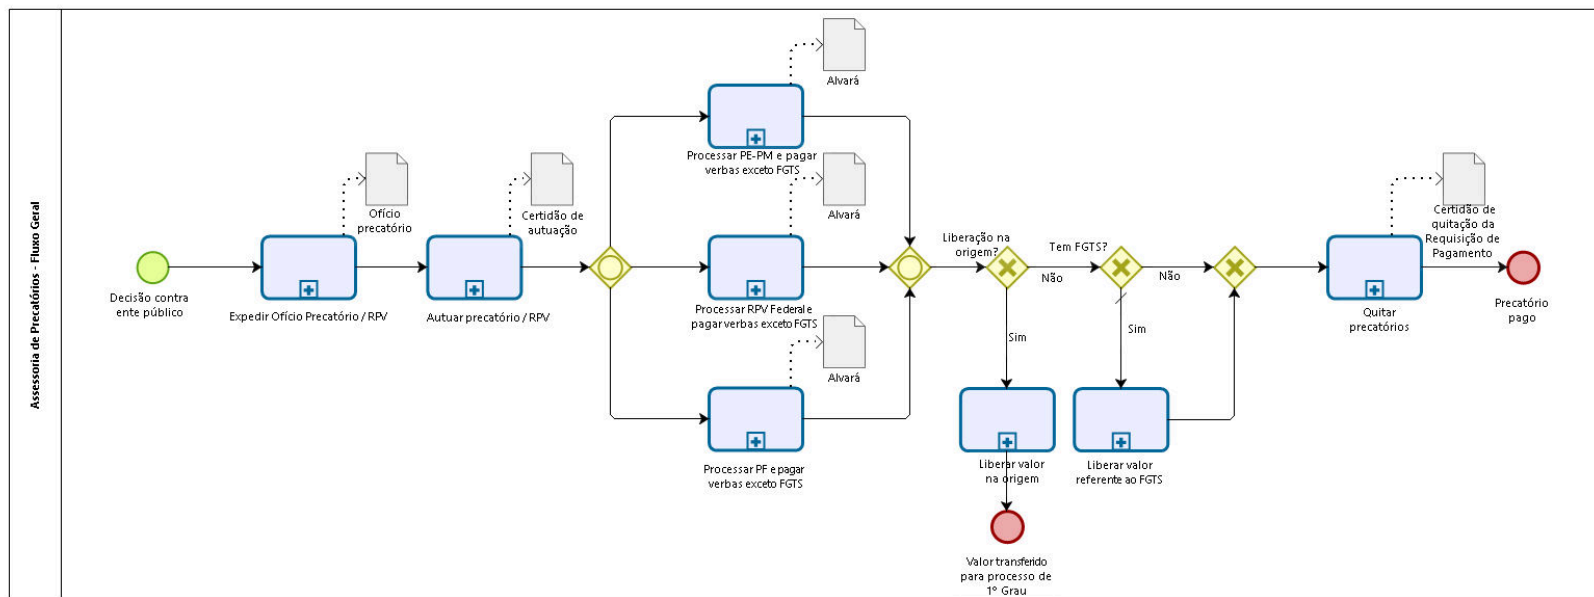 Assessoria de Precatórios - Fluxo Geral
Decisão contra
ente público
Expedir Ofício Precatório / RPV
Ofício
precatório
Autuar precatório / RPV
Certidão de
autuação
Processar PE-PM e pagar
verbas exceto FGTS
Alvará
Processar RPV Federal e
pagar verbas exceto FGTS
Alvará
Processar PF e pagar
verbas exceto FGTS
Alvará
Liberação na
origem?
Não
Sim
Liberar valor
na origem
Valor transferido
para processo de
1º Grau
Tem FGTS?
Não
Sim
Liberar valor
referente ao FGTS
Quitar
precatórios
Certidão de
quitação da
Requisição de
Pagamento
Precatório
pago